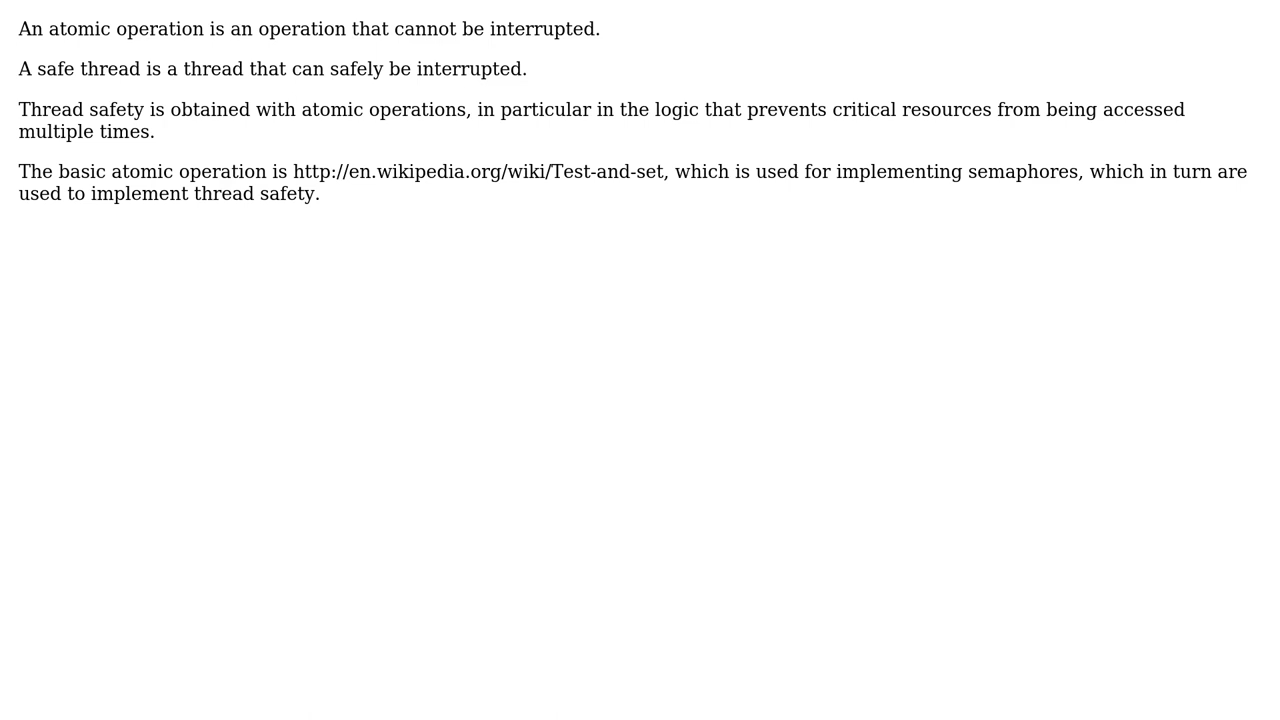 An atomic operation is an operation that cannot be interrupted.
A safe thread is a thread that can safely be interrupted.
Thread safety is obtained with atomic operations, in particular in the logic that prevents critical resources from being accessed
multiple times.
The basic atomic operation is http://en.wikipedia.org/wiki/Test-and-set, which is used for implementing semaphores, which in turn are
used to implement thread safety.